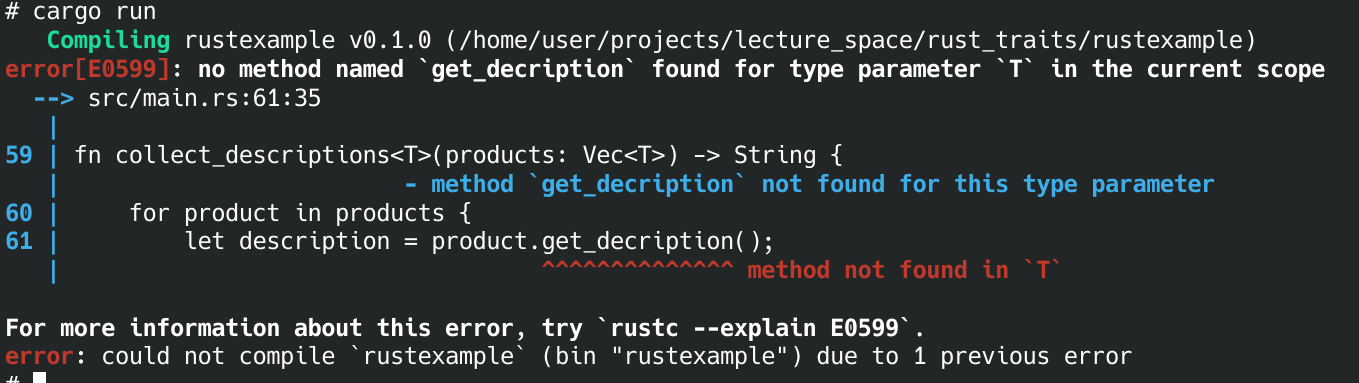 # cargo run
   Compiling rustexample v0.1.0 (/home/user/projects/lecture_space/rust_traits/rustexample)
error[E0599]: no method named `get_decription` found for type parameter `T` in the current scope
  --> src/main.rs:61:35
   |
59 | fn collect_descriptions<T>(products: Vec<T>) -> String {
   |                         - method `get_decription` not found for this type parameter
60 |     for product in products {
61 |         let description = product.get_decription();
   |                                   ^^^^^^^^^^^^^^ method not found in `T`

For more information about this error, try `rustc --explain E0599`.
error: could not compile `rustexample` (bin "rustexample") due to 1 previous error
#